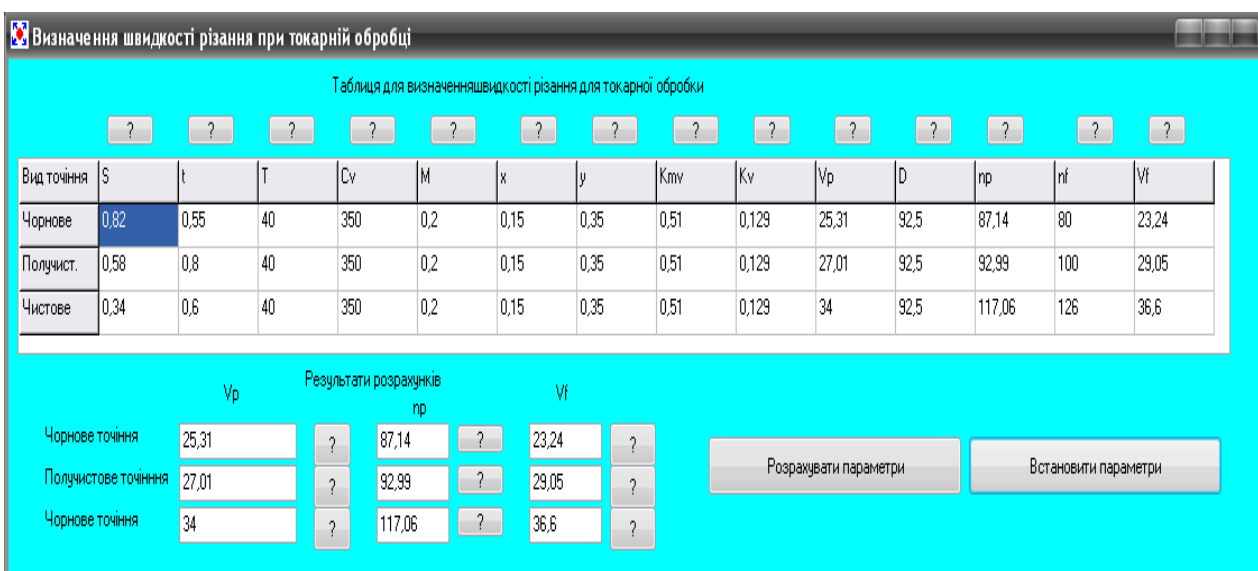 Визначення швидкості різання при токарній обробці
Таблиця для визначенняшвидкості різання для токарної обробки
? ? ? ? ? ? ? ? ? ? ? ? ? ?
Вид точіння S t T Cv M x y Kmv Kv Vp D np nf Vf
Чорнове 0,82 0,55 40 350 0,2 0,15 0,35 0,51 0,129 25,31 92,5 87,14 80 23,24
Получист. 0,58 0,8 40 350 0,2 0,15 0,35 0,51 0,129 27,01 92,5 92,99 100 29,05
Чистове 0,34 0,6 40 350 0,2 0,15 0,35 0,51 0,129 34 92,5 117,06 126 36,6
Результати розрахунків
Vp np Vf
Чорнове точіння 25,31 ? 87,14 ? 23,24 ?
Получистове точінння 27,01 ? 92,99 ? 29,05 ?
Чорнове точіння 34 ? 117,06 ? 36,6 ?
Розрахувати параметри Встановити параметри